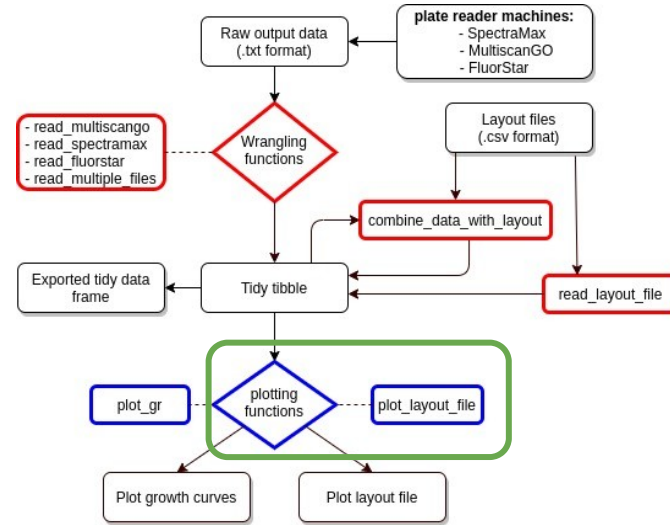 Raw output data
(.txt format)
plate reader machines:
- SpectraMax
- MultiscanGO
- FluorStar
- read_multiscango
- read_spectramax
- read_fluorstar
- read_multiple_files
Wrangling
functions
Layout files
(.csv format)
combine_data_with_layout
Exported tidy data
frame
Tidy tibble
read_layout_file
plot_gr
plotting
functions
plot_layout_file
Plot growth curves
Plot layout file